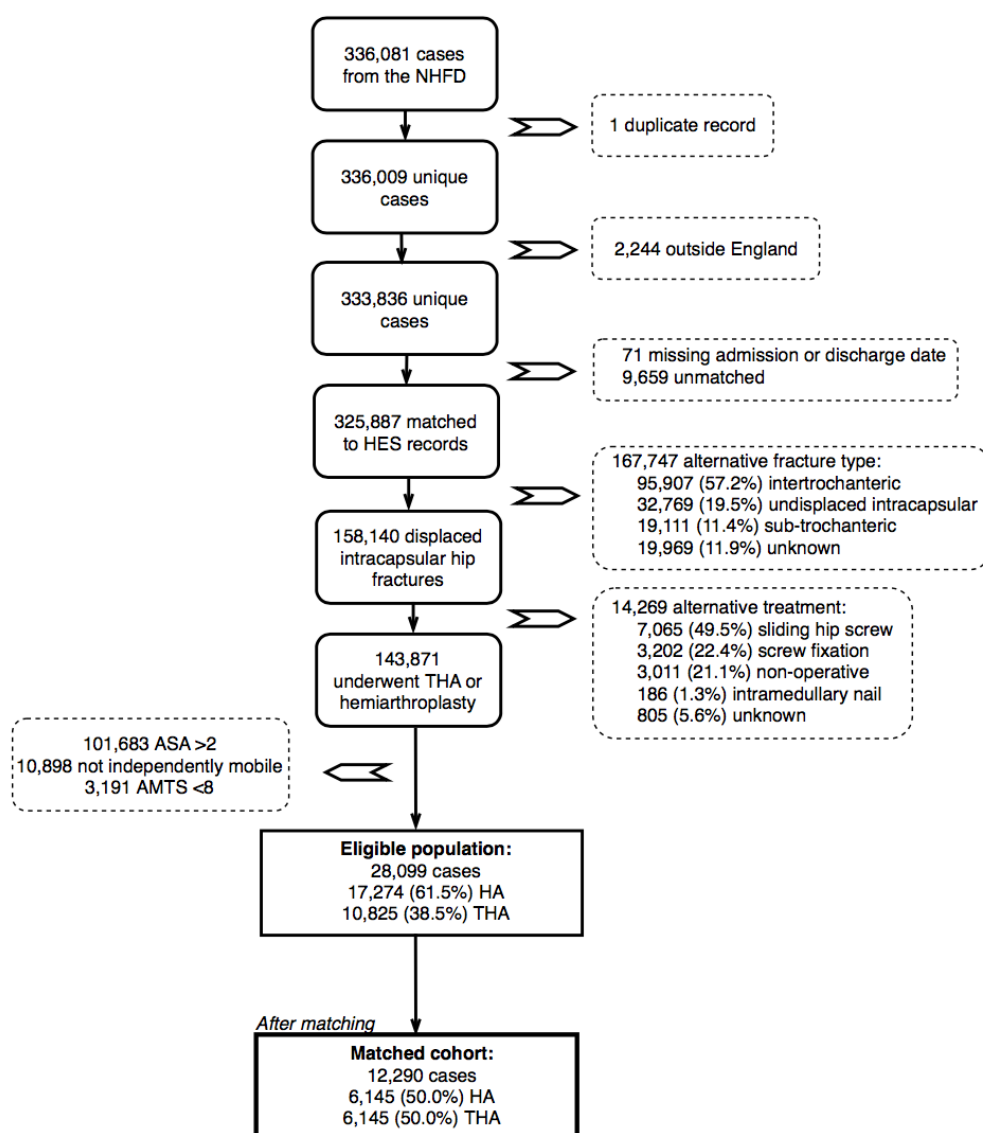 336,081 cases
from the NHFD
1 duplicate record
336,009 unique
cases
2,244 outside England
333,836 unique
cases
71 missing admission or discharge date
9,659 unmatched
325,887 matched
to HES records
167,747 alternative fracture type:
95,907 (57.2%) intertrochanteric
32,769 (19.5%) undisplaced intracapsular
19,111 (11.4%) sub-trochanteric
19,969 (11.9%) unknown
158,140 displaced
intracapsular hip
fractures
14,269 alternative treatment:
7,065 (49.5%) sliding hip screw
3,202 (22.4%) screw fixation
3,011 (21.1%) non-operative
186 (1.3%) intramedullary nail
805 (5.6%) unknown
143,871
underwent THA or
hemiarthroplasty
101,683 ASA >2
10,898 not independently mobile
3,191 AMTS <8
Eligible population:
28,099 cases
17,274 (61.5%) HA
10,825 (38.5%) THA
After matching
Matched cohort:
12,290 cases
6,145 (50.0%) HA
6,145 (50.0%) THA